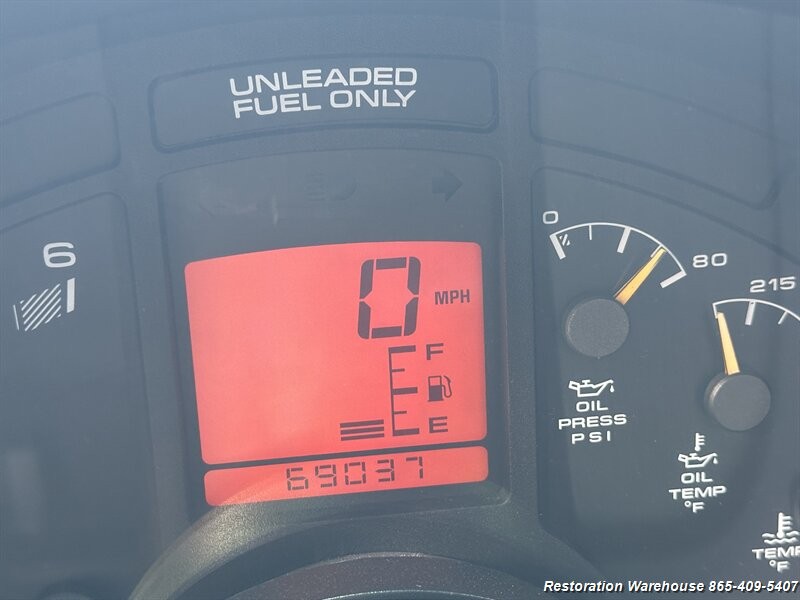 UNLEADED
FUEL ONLY
6
0
MPH
F
E
69037
0
80
OIL
PRESS
PSI
215
OIL
TEMP
°F
TEMP
°F
Restoration Warehouse 865-409-5407